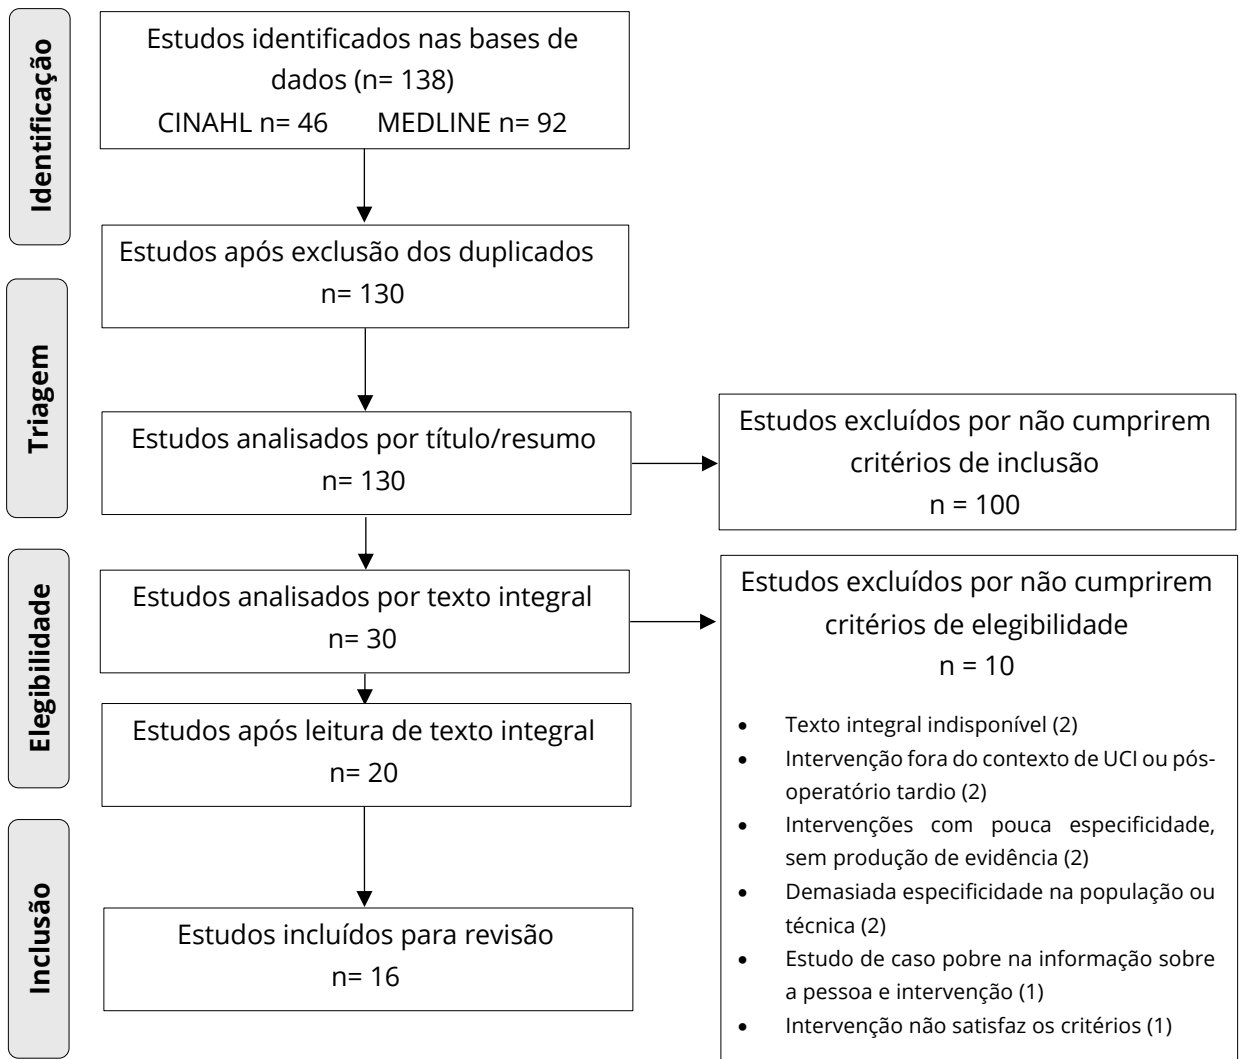 Identificação
Estudos identificados nas bases de
dados (n= 138)
CINAHL n= 46 MEDLINE n= 92
Estudos após exclusão dos duplicados
n= 130
Triagem
Estudos analisados por título/resumo
n= 130
Estudos excluídos por não cumprirem
critérios de inclusão
n = 100
Elegibilidade
Estudos analisados por texto integral
n= 30
Estudos após leitura de texto integral
n= 20
Estudos excluídos por não cumprirem
critérios de elegibilidade
n = 10
• Texto integral indisponível (2)
• Intervenção fora do contexto de UCI ou pós-
operatório tardio (2)
• Intervenções com pouca especificidade,
sem produção de evidência (2)
• Demasiada especificidade na população ou
técnica (2)
• Estudo de caso pobre na informação sobre
a pessoa e intervenção (1)
• Intervenção não satisfaz os critérios (1)
Inclusão
Estudos incluídos para revisão
n= 16